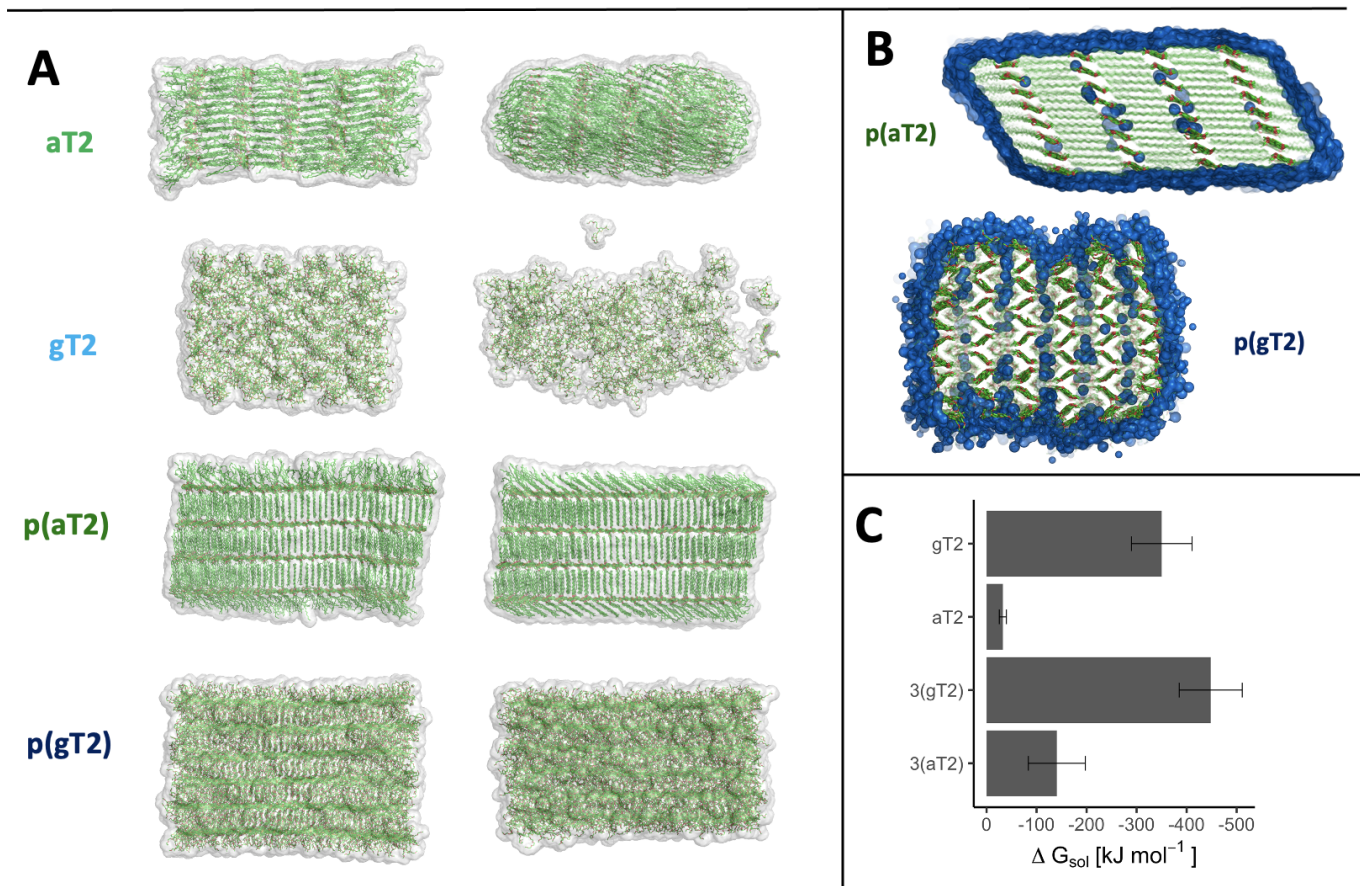 A
aT2
gT2
p(aT2)
p(gT2)
B
p(aT2)
p(gT2)
C
gT2
aT2
3(gT2)
3(aT2)
0 -100 -200 -300 -400 -500
Δ Gsol [kJ mol⁻¹]